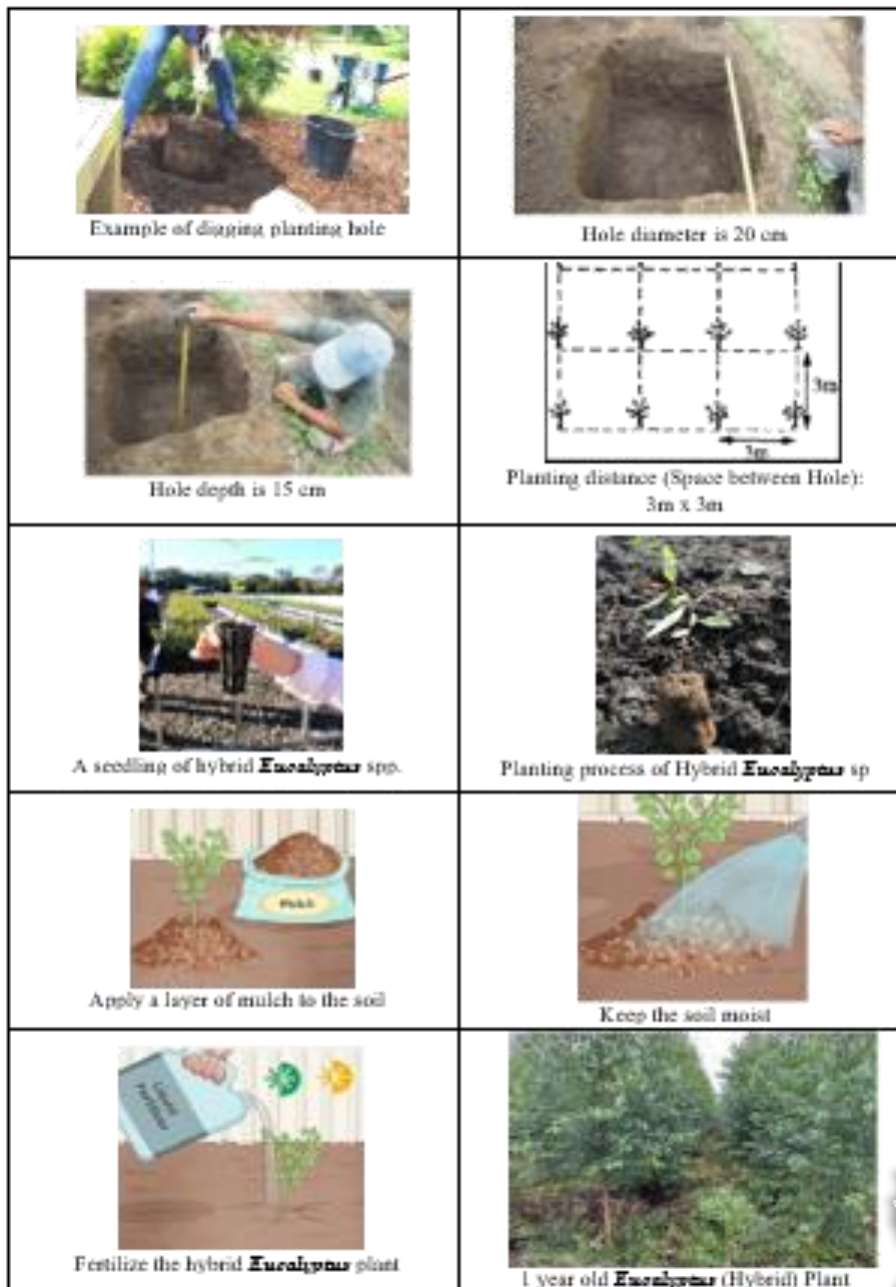 Example of digging planting hole
Hole diameter is 20 cm
Hole depth is 15 cm
3m
3m
Planting distance (Space between Hole):
3m x 3m
A seedling of hybrid Eucalyptus spp.
Planting process of Hybrid Eucalyptus sp
Mulch
Apply a layer of mulch to the soil
Keep the soil moist
Liquid
Fertilizer
Fertilize the hybrid Eucalyptus plant
1 year old Eucalyptus (Hybrid) Plant